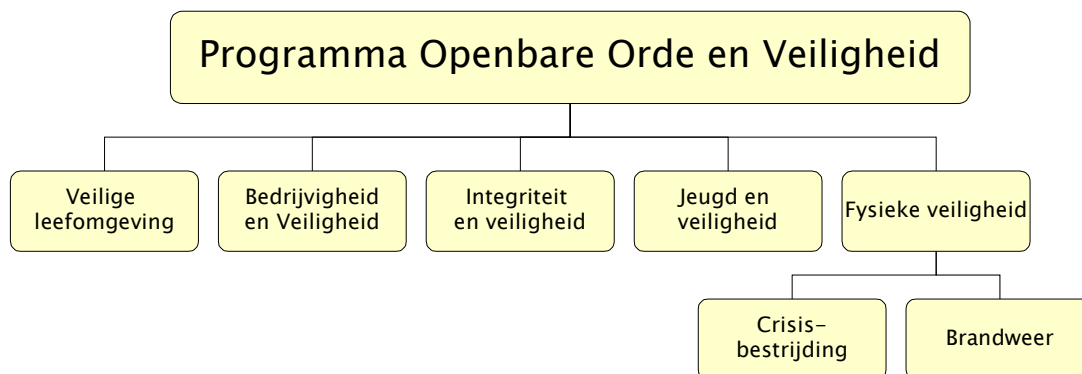 Programma Openbare Orde en Veiligheid
Veilige
leefomgeving
Bedrijvigheid
en Veiligheid
Integriteit
en veiligheid
Jeugd en
veiligheid
Fysieke veiligheid
Crisis-
bestrijding
Brandweer